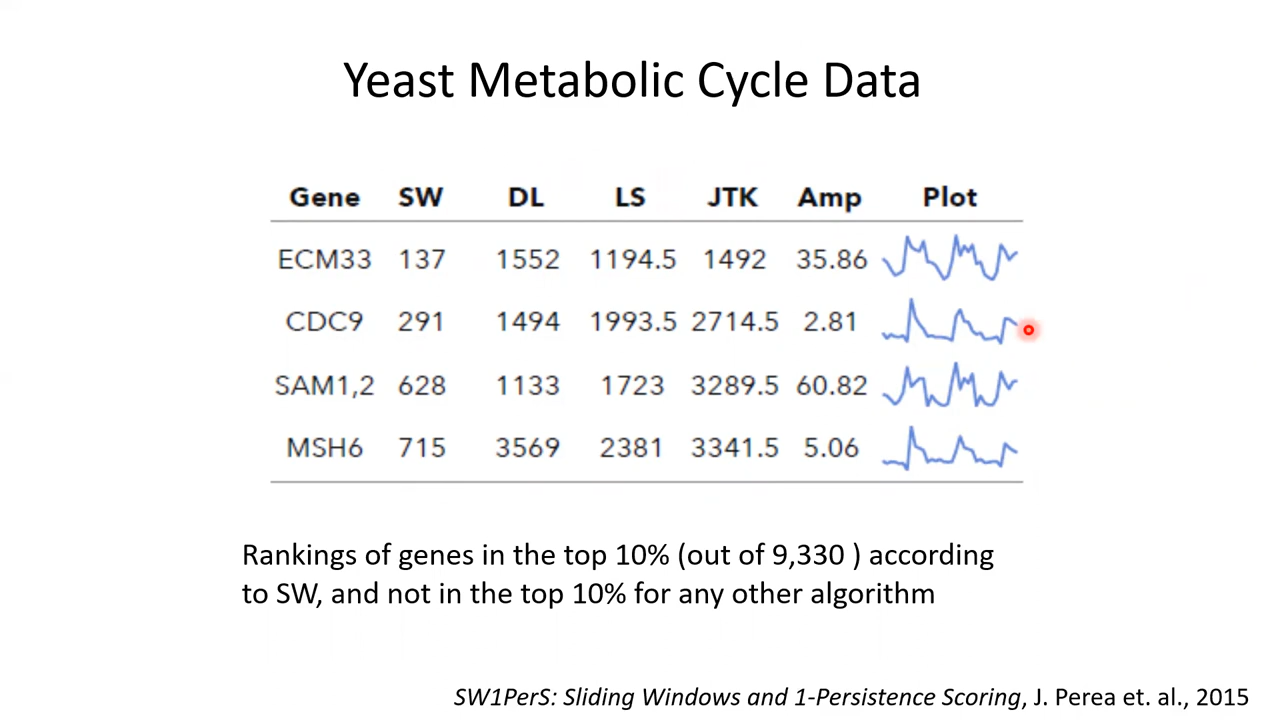 Yeast Metabolic Cycle Data
Gene SW DL LS JTK Amp Plot
ECM33 137 1552 1194.5 1492 35.86
CDC9 291 1494 1993.5 2714.5 2.81
SAM1,2 628 1133 1723 3289.5 60.82
MSH6 715 3569 2381 3341.5 5.06
Rankings of genes in the top 10% (out of 9,330 ) according
to SW, and not in the top 10% for any other algorithm
SW1PerS: Sliding Windows and 1-Persistence Scoring, J. Perea et. al., 2015